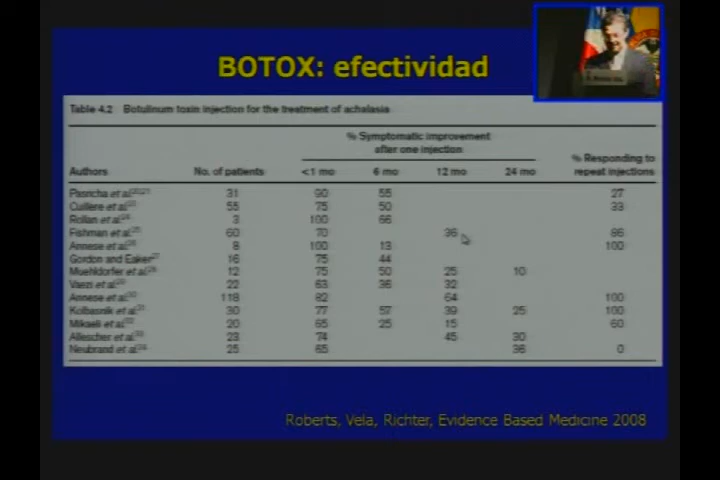 BOTOX: efectividad
Table 4.2 Botulinum toxin injection for the treatment of achalasia
% Symptomatic improvement
after one injection
% Responding to
Authors No. of patients <1 mo 6 mo 12 mo 24 mo repeat injections
Pasricha et al 31 90 55 27
Cuilliere et al 55 75 50 33
Rollan et al 3 100 66
Fishman et al 60 70 36 86
Annese et al 8 100 13 100
Gordon and Eaker 16 75 44
Muehldorfer et al 12 75 50 25 10
Vaezi et al 22 63 36 32
Annese et al 118 82 64 100
Kolbasnik et al 30 77 57 39 25 100
Mikaeli et al 20 65 25 15 60
Allescher et al 23 74 45 30
Neubrand et al 25 65 36 0
Roberts, Vela, Richter, Evidence Based Medicine 2008